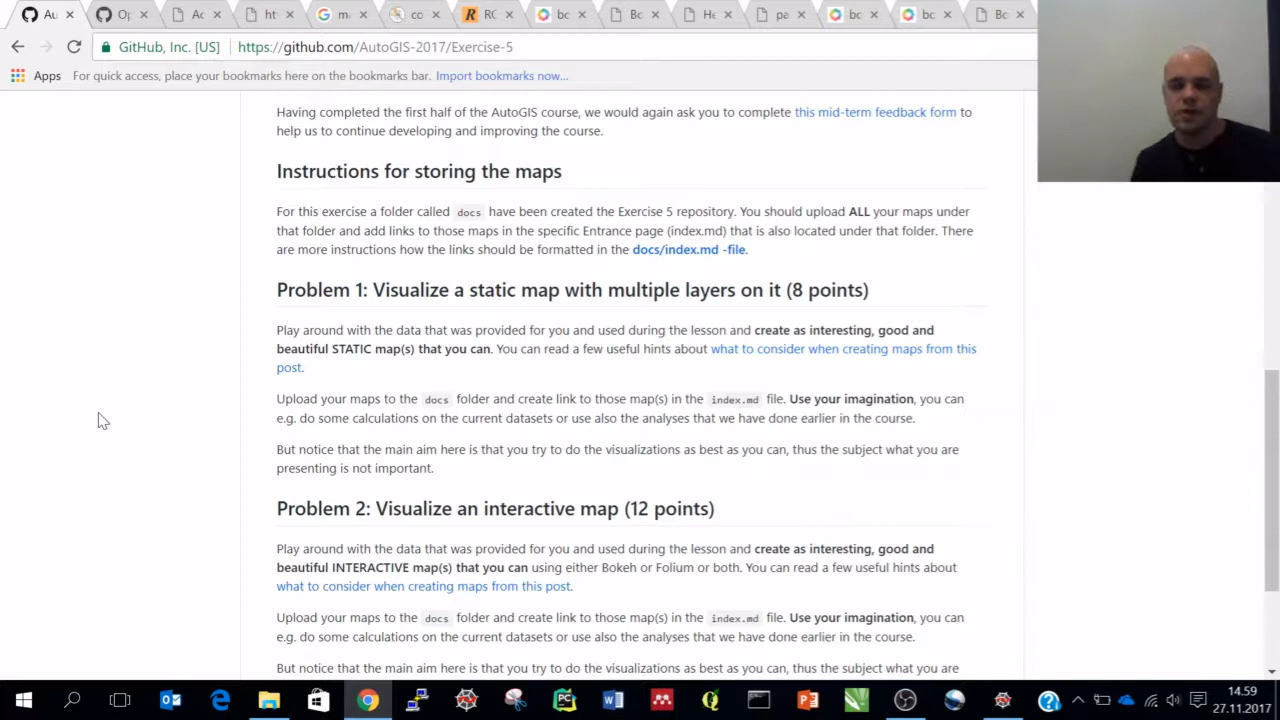 Au
Op
Ac
ht
m
co
RC
bc
Bc
He
pa
bc
bc
Bc
GitHub, Inc. [US]
https://github.com/AutoGIS-2017/Exercise-5
Apps
For quick access, place your bookmarks here on the bookmarks bar. Import bookmarks now...
Having completed the first half of the AutoGIS course, we would again ask you to complete this mid-term feedback form to
help us to continue developing and improving the course.
Instructions for storing the maps
For this exercise a folder called docs have been created the Exercise 5 repository. You should upload ALL your maps under
that folder and add links to those maps in the specific Entrance page (index.md) that is also located under that folder. There
are more instructions how the links should be formatted in the docs/index.md -file.
Problem 1: Visualize a static map with multiple layers on it (8 points)
Play around with the data that was provided for you and used during the lesson and create as interesting, good and
beautiful STATIC map(s) that you can. You can read a few useful hints about what to consider when creating maps from this
post.
Upload your maps to the docs folder and create link to those map(s) in the index.md file. Use your imagination, you can
e.g. do some calculations on the current datasets or use also the analyses that we have done earlier in the course.
But notice that the main aim here is that you try to do the visualizations as best as you can, thus the subject what you are
presenting is not important.
Problem 2: Visualize an interactive map (12 points)
Play around with the data that was provided for you and used during the lesson and create as interesting, good and
beautiful INTERACTIVE map(s) that you can using either Bokeh or Folium or both. You can read a few useful hints about
what to consider when creating maps from this post.
Upload your maps to the docs folder and create link to those map(s) in the index.md file. Use your imagination, you can
e.g. do some calculations on the current datasets or use also the analyses that we have done earlier in the course.
But notice that the main aim here is that you try to do the visualizations as best as you can, thus the subject what you are
14.59
27.11.2017